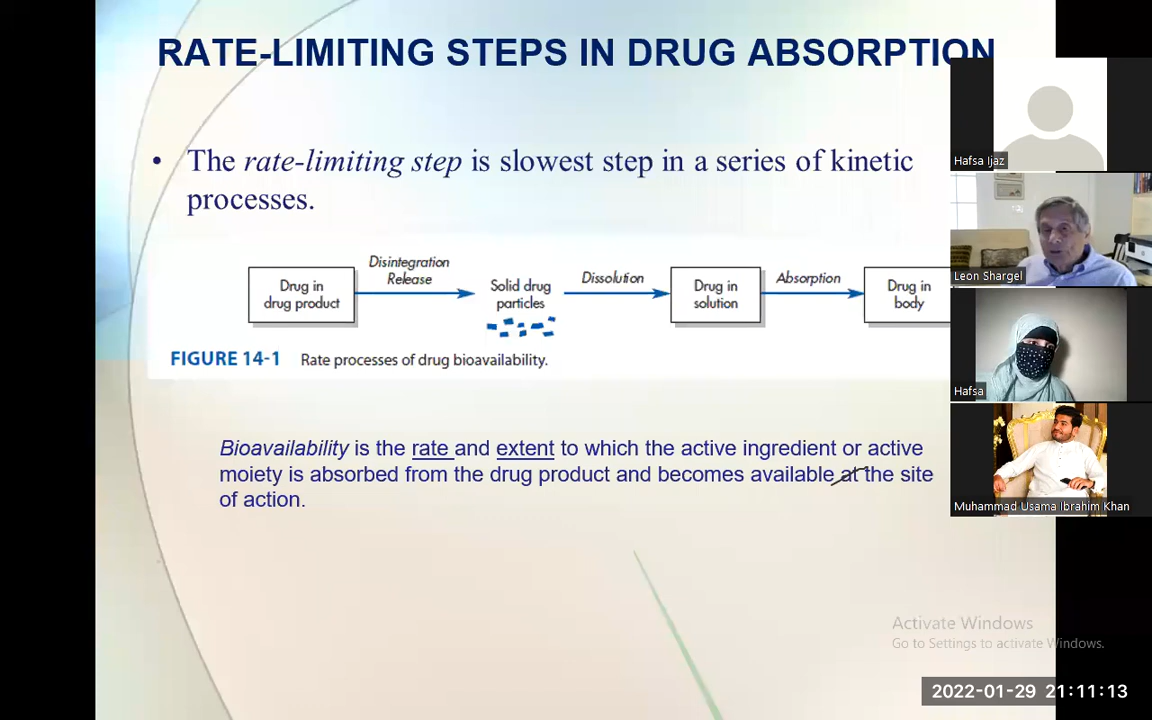 RATE-LIMITING STEPS IN DRUG ABSORPTION
• The rate-limiting step is slowest step in a series of kinetic
processes.
Drug in
drug product
Disintegration
Release
Solid drug
particles
Dissolution
Drug in
solution
Absorption
Drug in
body
FIGURE 14-1 Rate processes of drug bioavailability.
Bioavailability is the rate and extent to which the active ingredient or active
moiety is absorbed from the drug product and becomes available at the site
of action.
Hafsa Ijaz
Leon Shargel
Hafsa
Muhammad Usama Ibrahim Khan
Activate Windows
Go to Settings to activate Windows.
2022-01-29 21:11:13